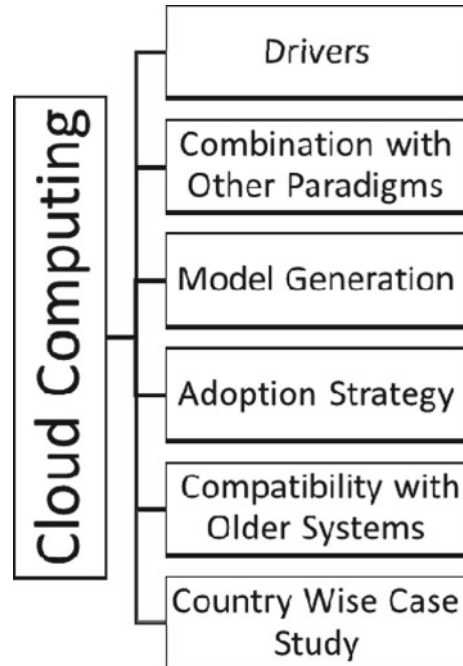 Cloud Computing
Drivers
Combination with
Other Paradigms
Model Generation
Adoption Strategy
Compatibility with
Older Systems
Country Wise Case
Study